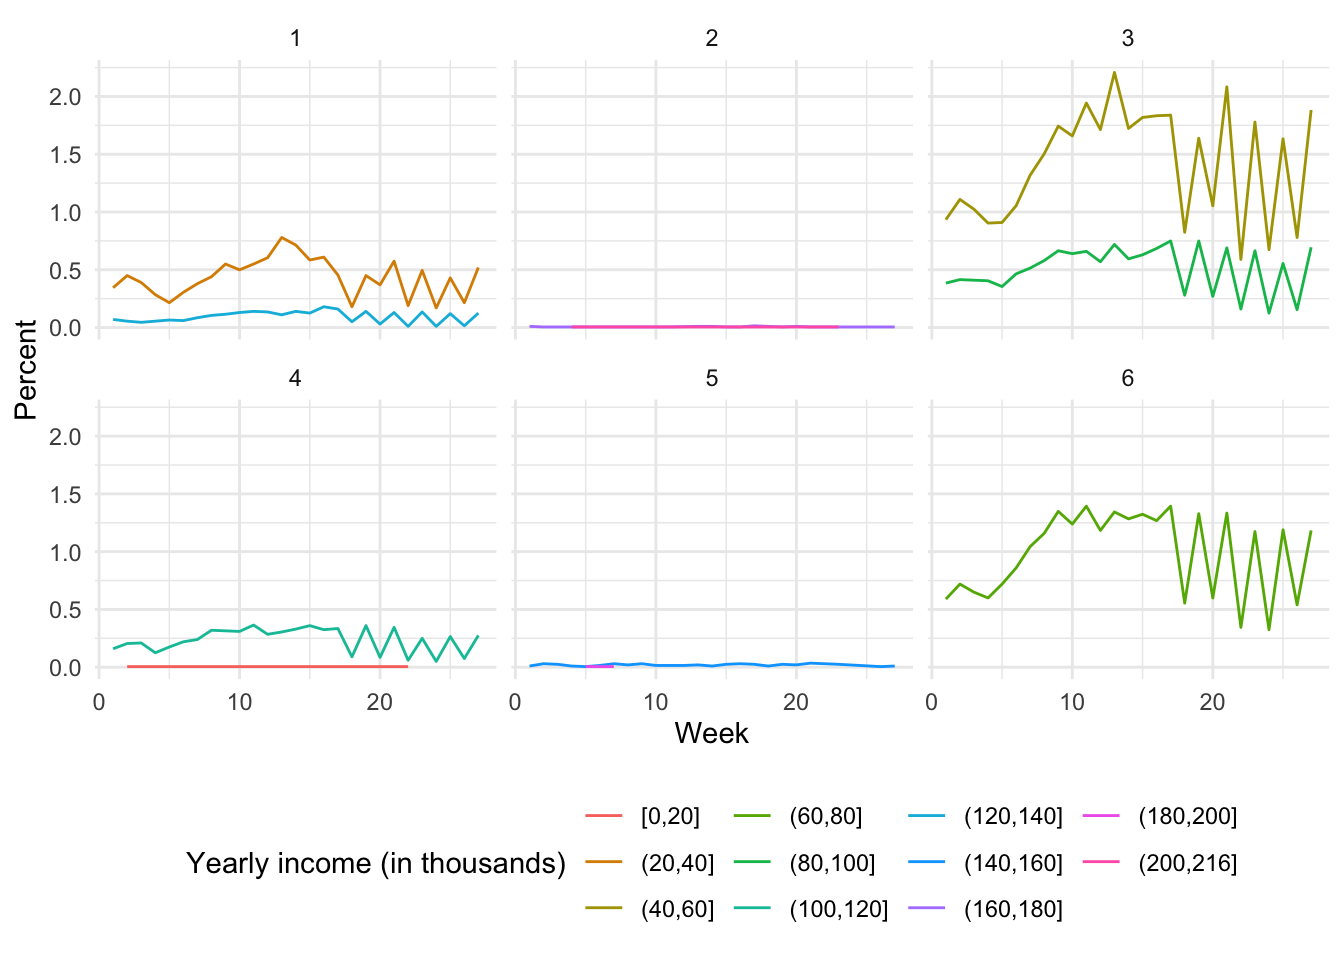 1 2 3
2.0
1.5
1.0
0.5
0.0
4 5 6
2.0
1.5
1.0
0.5
0.0
0 10 20 0 10 20 0 10 20
Percent
Week
Yearly income (in thousands)
[0,20] (60,80] (120,140] (180,200]
(20,40] (80,100] (140,160] (200,216]
(40,60] (100,120] (160,180]